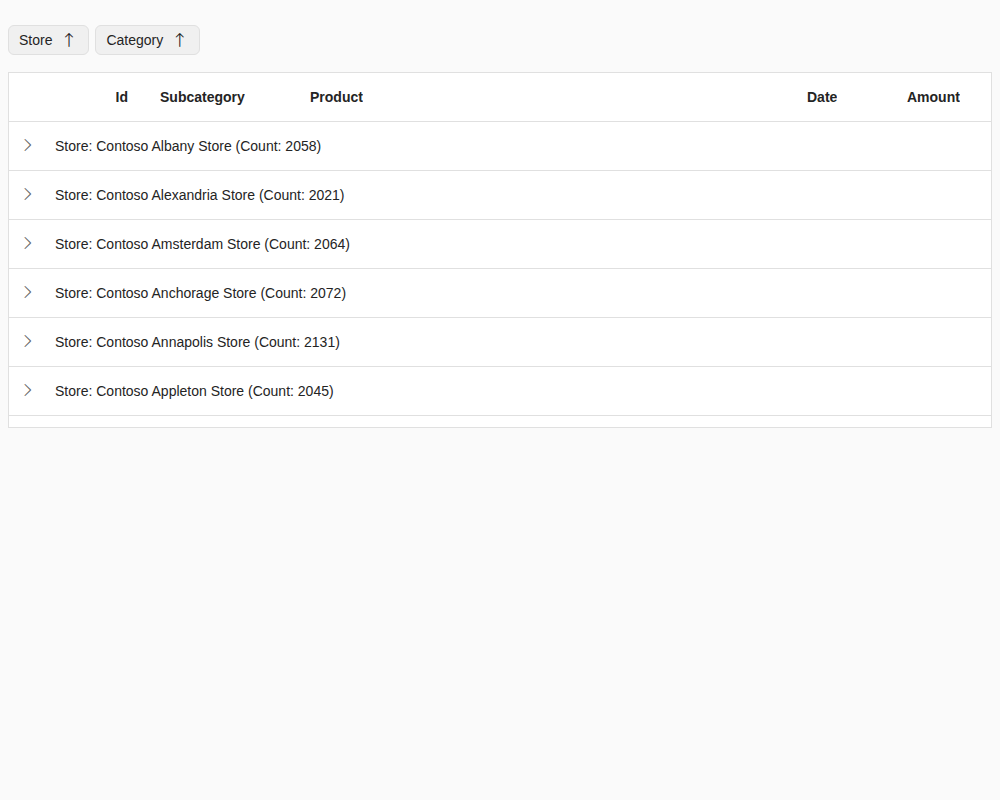 Store Category
Id Subcategory Product Date Amount
Store: Contoso Albany Store (Count: 2058)
Store: Contoso Alexandria Store (Count: 2021)
Store: Contoso Amsterdam Store (Count: 2064)
Store: Contoso Anchorage Store (Count: 2072)
Store: Contoso Annapolis Store (Count: 2131)
Store: Contoso Appleton Store (Count: 2045)